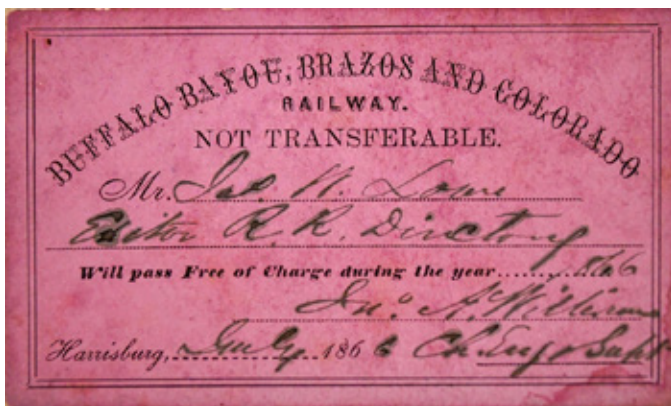 BUFFALO BAYOU, BRAZOS AND COLORADO
RAILWAY.
NOT TRANSFERABLE.
Mr. Jas. W. Lowe
Editor R. R. Directory
Will pass Free of Charge during the year 1866
Jno. A. Williams
Harrisburg, July 1866 Ch. Eng & Supt